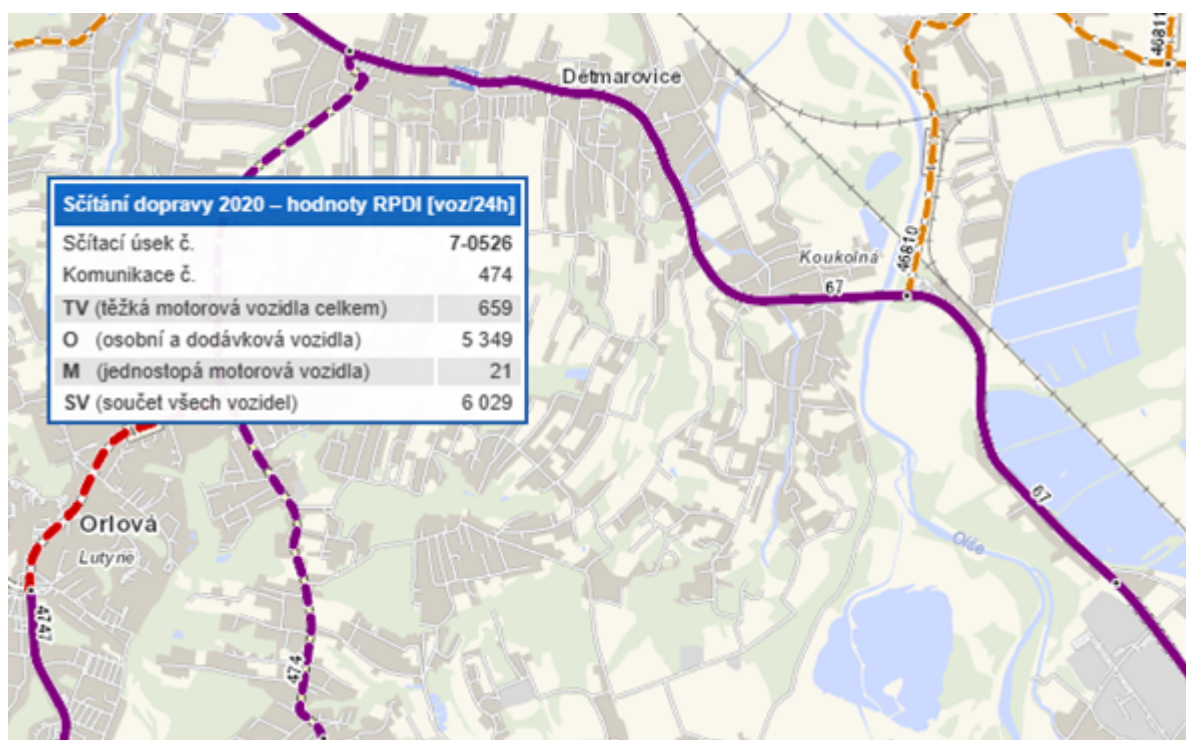 46811
Dětmarovice
Sčítání dopravy 2020 – hodnoty RPDI [voz/24h]
Sčítací úsek č. 7-0526
Komunikace č. 474
TV (těžká motorová vozidla celkem) 659
O (osobní a dodávková vozidla) 5 349
M (jednostopá motorová vozidla) 21
SV (součet všech vozidel) 6 029
Koukolná
46810
67
67
Orlová
Lutyně
Olše
4747
474